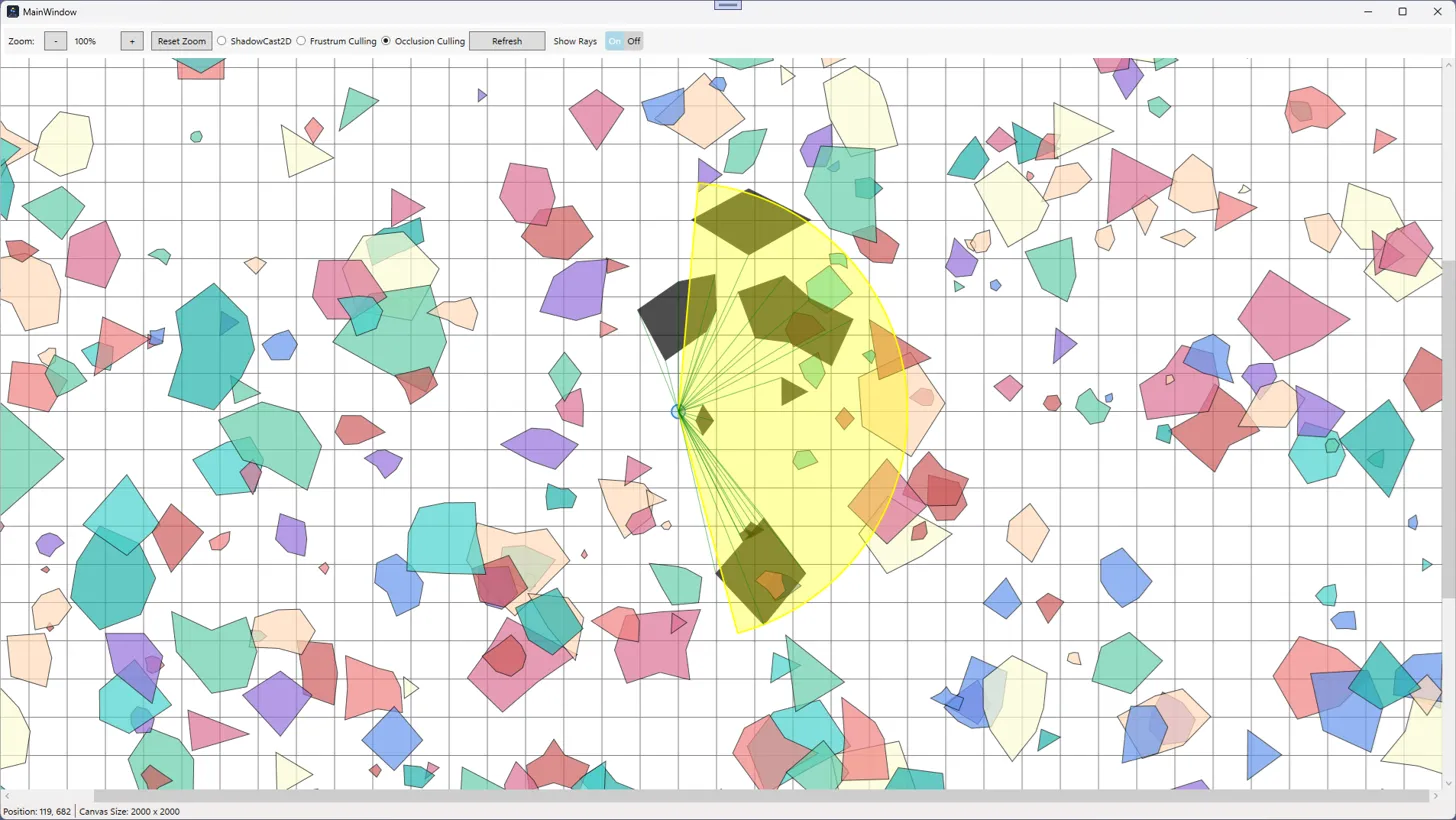 MainWindow
Zoom: - 100% + Reset Zoom ShadowCast2D Frustrum Culling Occlusion Culling Refresh Show Rays On Off
Position: 119, 682 Canvas Size: 2000 x 2000